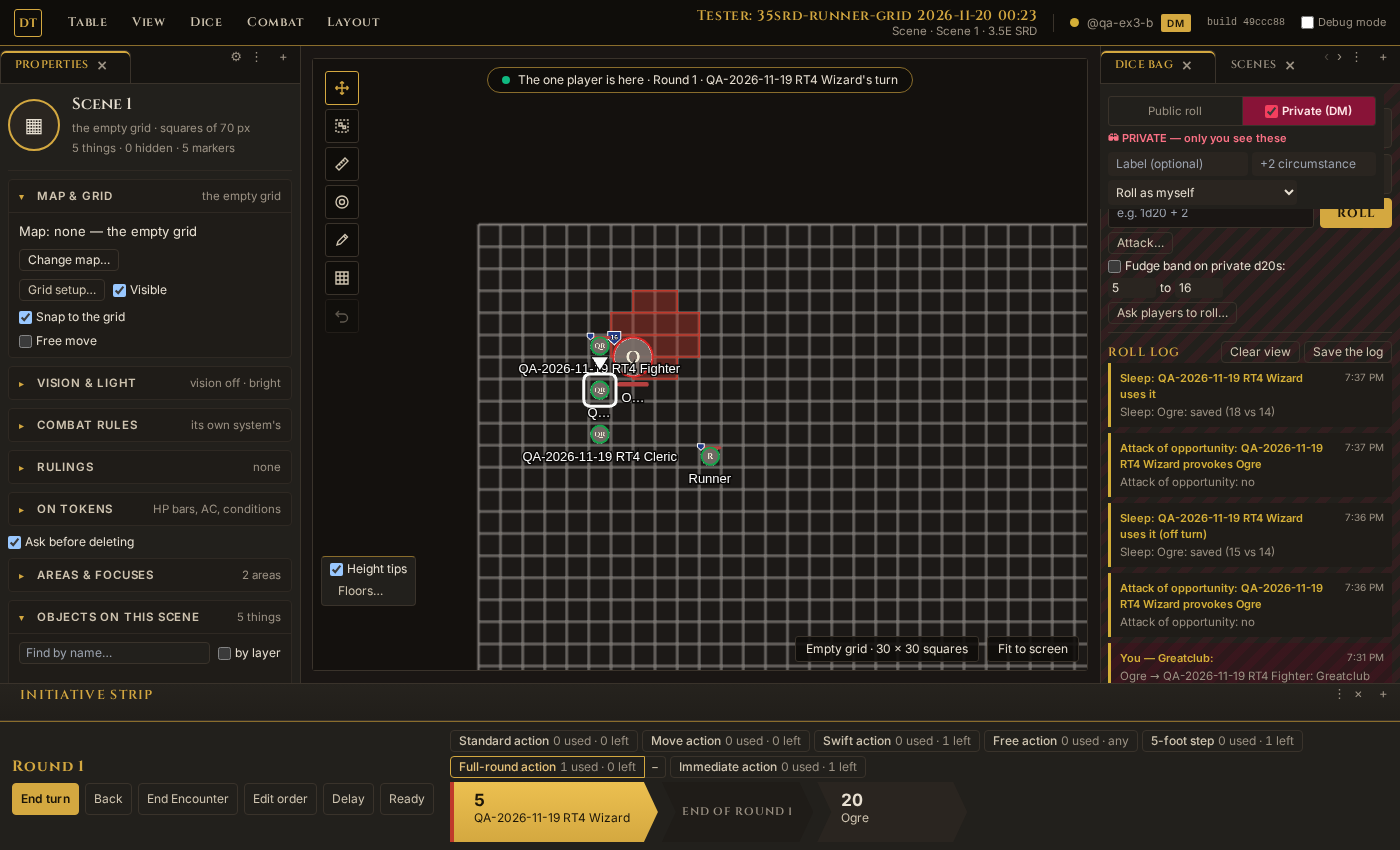 DT
TABLE VIEW DICE COMBAT LAYOUT
TESTER: 35SRD-RUNNER-GRID 2026-11-20 00:23
Scene · Scene 1 · 3.5E SRD
@qa-ex3-b DM build 49ccc88 Debug mode
PROPERTIES
SCENE 1
the empty grid · squares of 70 px
5 things · 0 hidden · 5 markers
MAP & GRID the empty grid
Map: none — the empty grid
Change map...
Grid setup... Visible
Snap to the grid
Free move
VISION & LIGHT vision off · bright
COMBAT RULES its own system's
RULINGS none
ON TOKENS HP bars, AC, conditions
Ask before deleting
AREAS & FOCUSES 2 areas
OBJECTS ON THIS SCENE 5 things
Find by name... by layer
The one player is here · Round 1 · QA-2026-11-19 RT4 Wizard's turn
QR
O
QA-2026-11-19 RT4 Fighter
QR
O...
Q...
QR
QA-2026-11-19 RT4 Cleric
R
Runner
Height tips
Floors...
Empty grid · 30 × 30 squares Fit to screen
DICE BAG SCENES
Public roll Private (DM)
PRIVATE — only you see these
Label (optional) +2 circumstance
Roll as myself
e.g. 1d20 + 2 ROLL
Attack...
Fudge band on private d20s:
5 to 16
Ask players to roll...
ROLL LOG Clear view Save the log
Sleep: QA-2026-11-19 RT4 Wizard uses it 7:37 PM
Sleep: Ogre: saved (18 vs 14)
Attack of opportunity: QA-2026-11-19 RT4 Wizard provokes Ogre 7:37 PM
Attack of opportunity: no
Sleep: QA-2026-11-19 RT4 Wizard uses it (off turn) 7:36 PM
Sleep: Ogre: saved (15 vs 14)
Attack of opportunity: QA-2026-11-19 RT4 Wizard provokes Ogre 7:36 PM
Attack of opportunity: no
You — Greatclub: 7:31 PM
Ogre → QA-2026-11-19 RT4 Fighter: Greatclub
INITIATIVE STRIP
ROUND 1
End turn Back End Encounter Edit order Delay Ready
Standard action 0 used · 0 left Move action 0 used · 0 left Swift action 0 used · 1 left Free action 0 used · any 5-foot step 0 used · 1 left
Full-round action 1 used · 0 left – Immediate action 0 used · 1 left
5
QA-2026-11-19 RT4 Wizard
END OF ROUND 1
20
Ogre